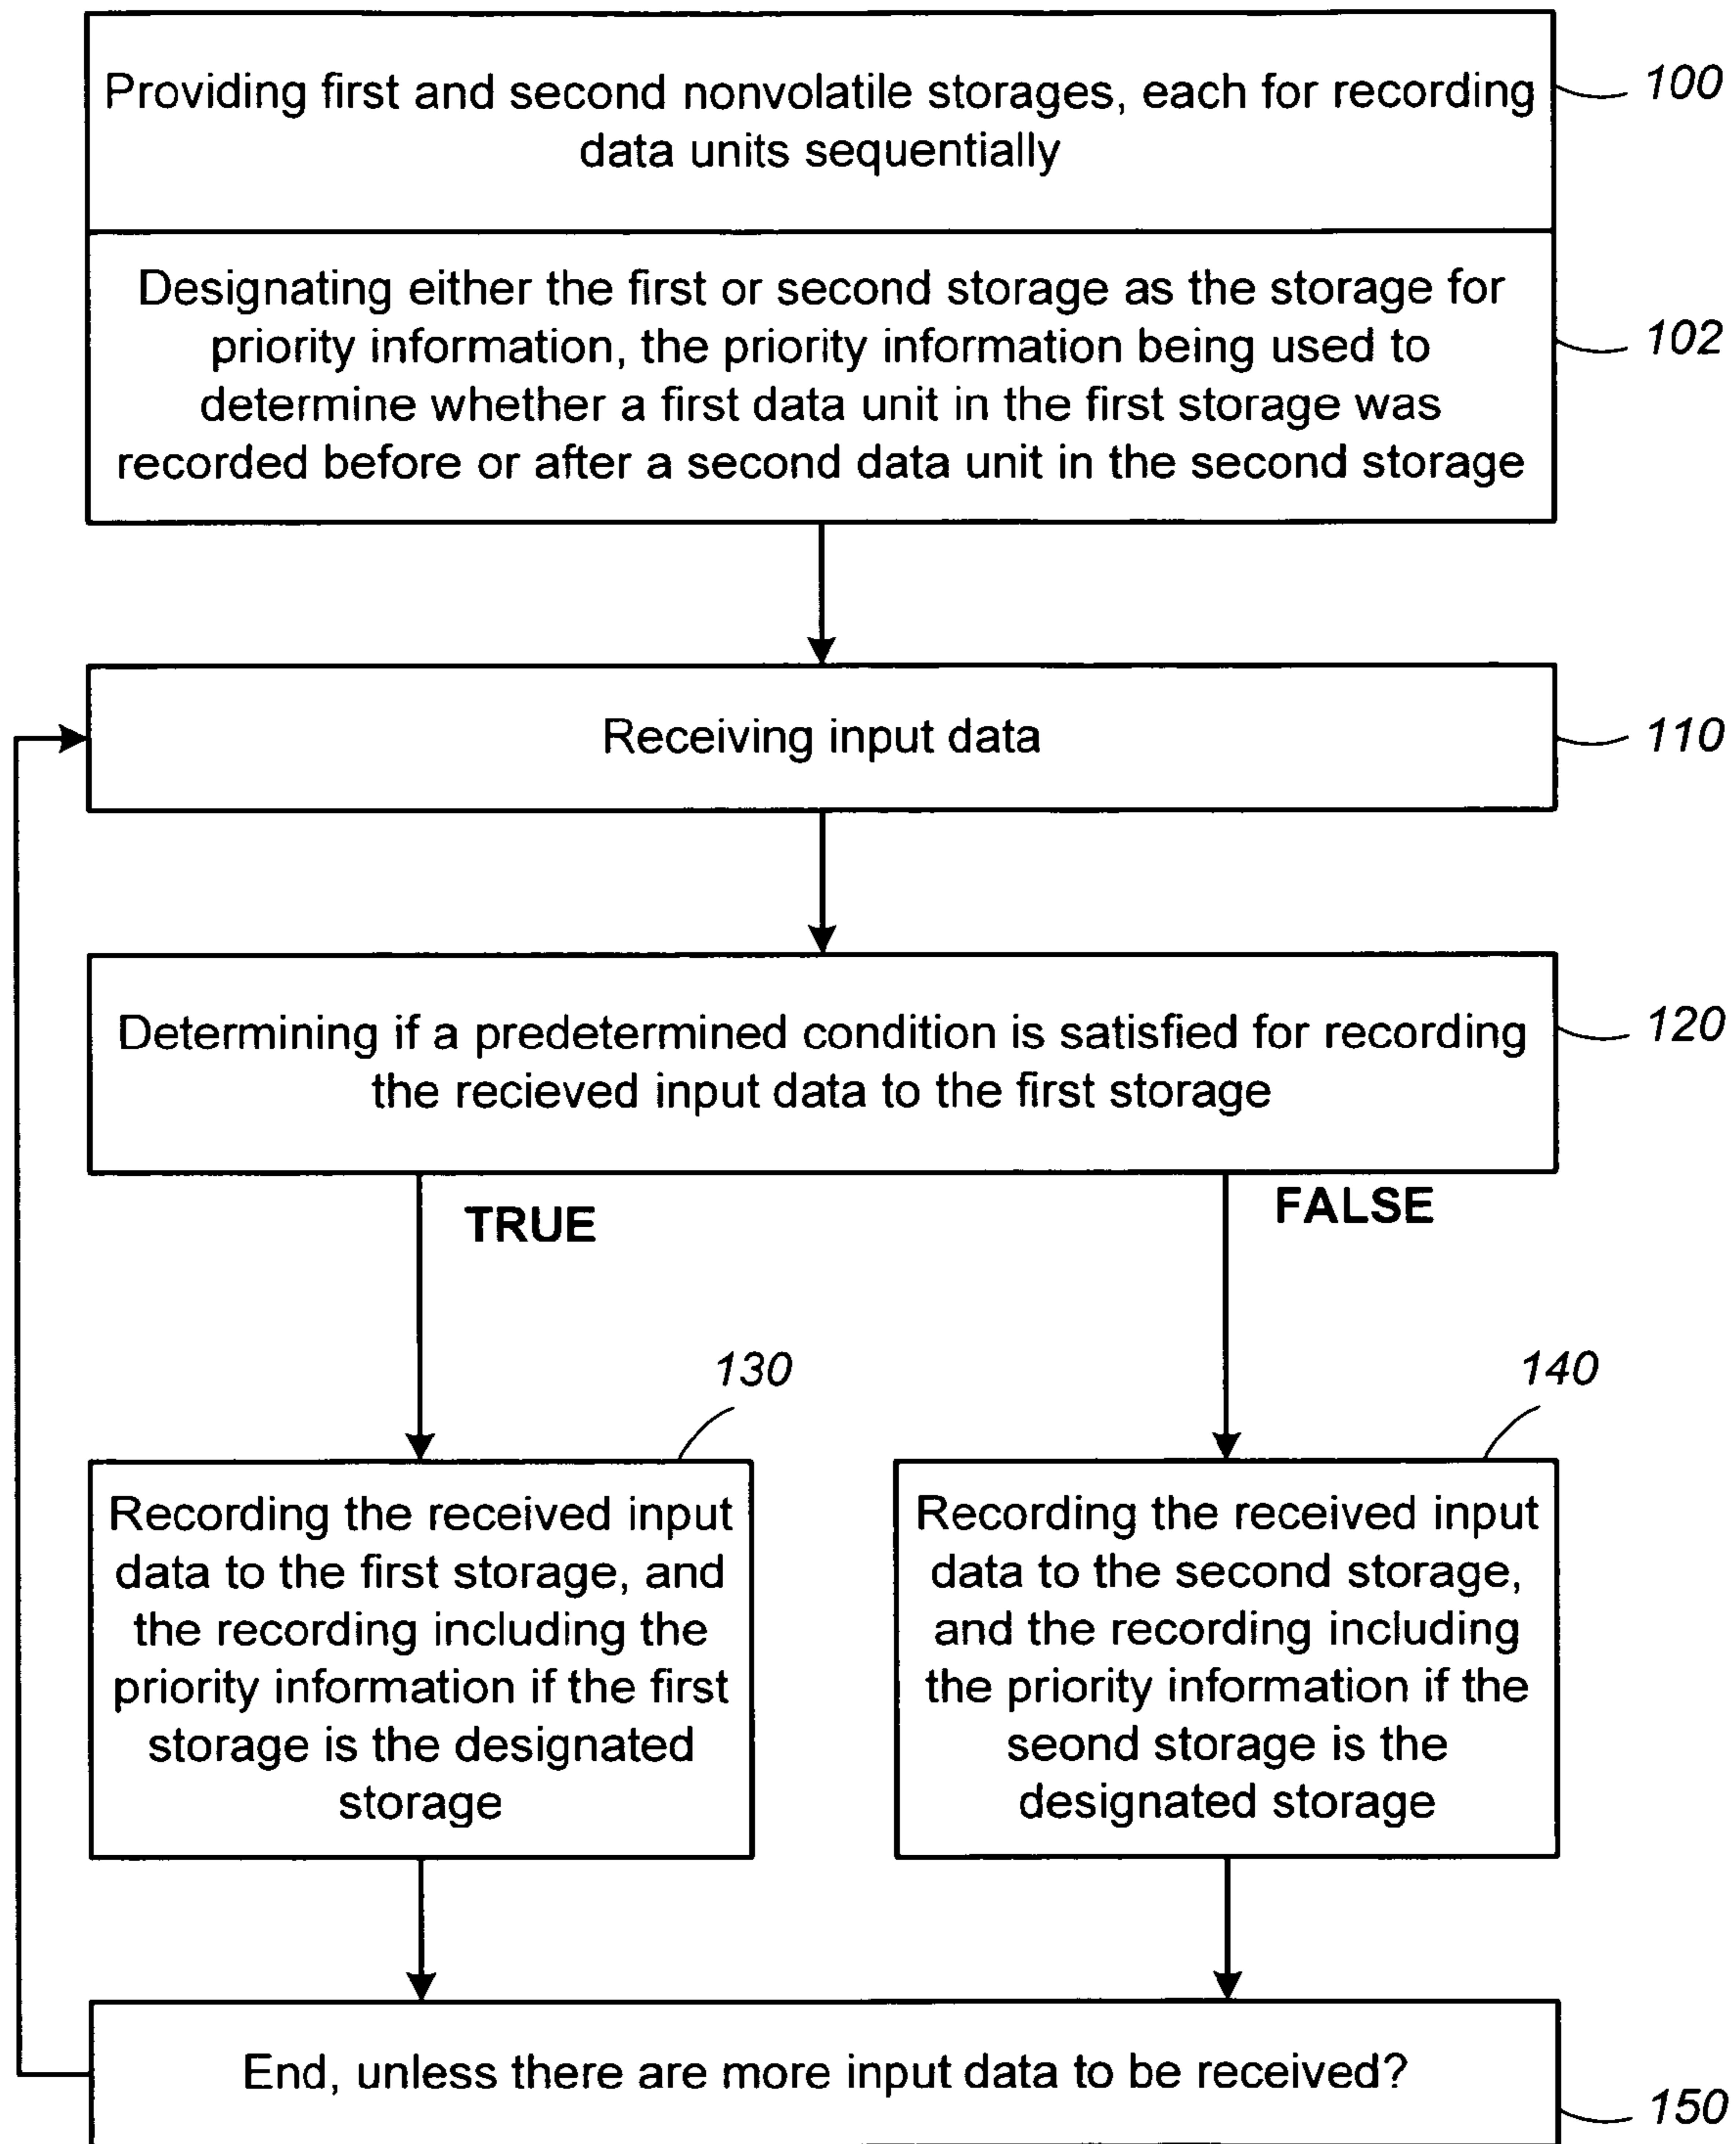 Providing first and second nonvolatile storages, each for recording
data units sequentially
100
Designating either the first or second storage as the storage for
priority information, the priority information being used to
determine whether a first data unit in the first storage was
recorded before or after a second data unit in the second storage
102
Receiving input data
110
Determining if a predetermined condition is satisfied for recording
the recieved input data to the first storage
120
TRUE
FALSE
130
Recording the received input
data to the first storage, and
the recording including the
priority information if the first
storage is the designated
storage
140
Recording the received input
data to the second storage,
and the recording including
the priority information if the
seond storage is the
designated storage
End, unless there are more input data to be received?
150